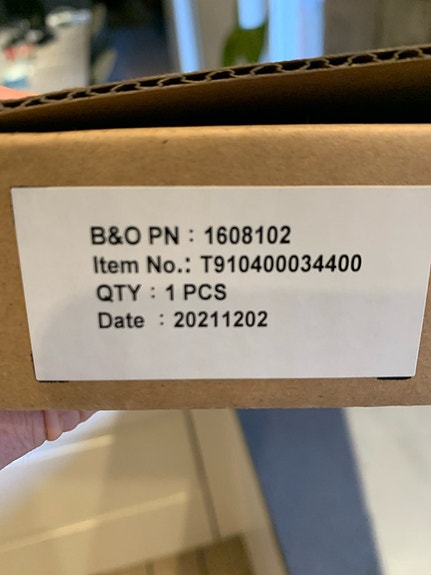 B&O PN : 1608102
Item No.: T910400034400
QTY : 1 PCS
Date : 20211202